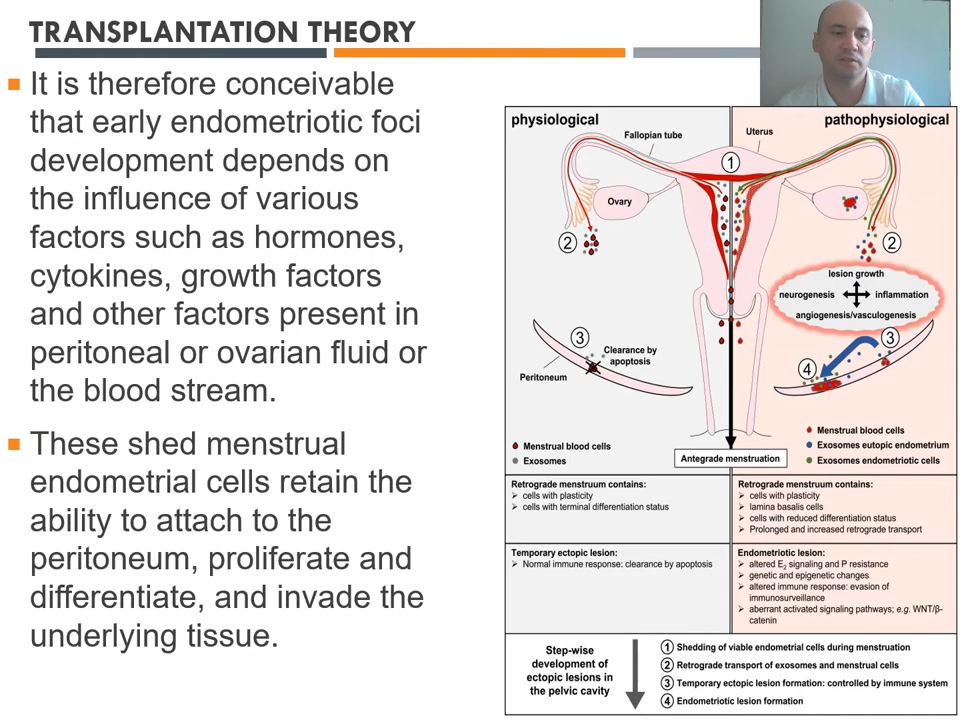 TRANSPLANTATION THEORY
It is therefore conceivable
that early endometriotic foci
development depends on
the influence of various
factors such as hormones,
cytokines, growth factors
and other factors present in
peritoneal or ovarian fluid or
the blood stream.
These shed menstrual
endometrial cells retain the
ability to attach to the
peritoneum, proliferate and
differentiate, and invade the
underlying tissue.
physiological
pathophysiological
Fallopian tube
Uterus
1
Ovary
2
2
lesion growth
neurogenesis
inflammation
angiogenesis/vasculogenesis
3
Clearance by
apoptosis
Peritoneum
3
4
Menstrual blood cells
Exosomes
Menstrual blood cells
Exosomes eutopic endometrium
Exosomes endometriotic cells
Antegrade menstruation
Retrograde menstruum contains:
➢ cells with plasticity
➢ cells with terminal differentiation status
Retrograde menstruum contains:
➢ cells with plasticity
➢ lamina basalis cells
➢ cells with reduced differentiation status
➢ Prolonged and increased retrograde transport
Temporary ectopic lesion:
➢ Normal immune response: clearance by apoptosis
Endometriotic lesion:
➢ altered E2 signaling and P resistance
➢ genetic and epigenetic changes
➢ altered immune response: evasion of
immunosurveillance
➢ aberrant activated signaling pathways; e.g. WNT/β-
catenin
Step-wise
development of
ectopic lesions in
the pelvic cavity
1 Shedding of viable endometrial cells during menstruation
2 Retrograde transport of exosomes and menstrual cells
3 Temporary ectopic lesion formation: controlled by immune system
4 Endometriotic lesion formation